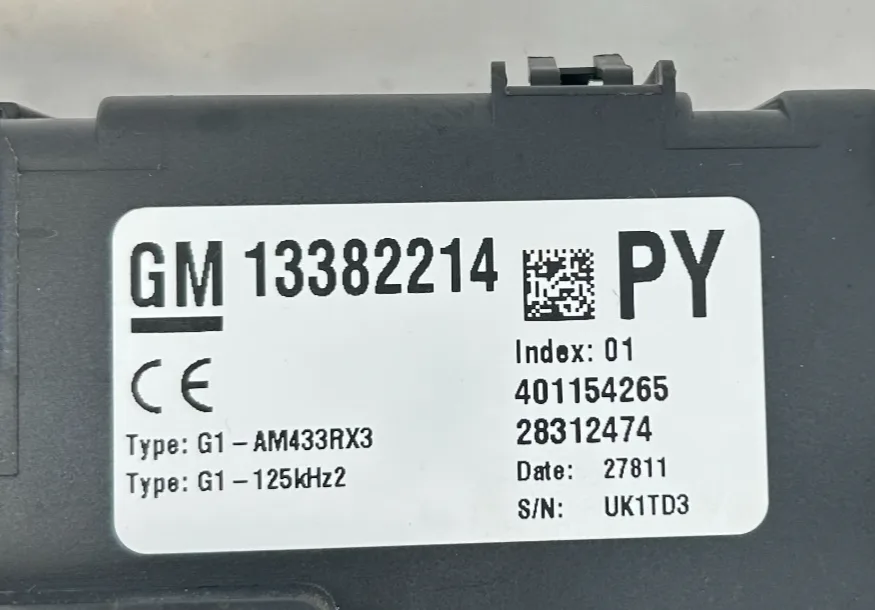 GM 13382214 PY
Index: 01
401154265
28312474
CE
Type: G1-AM433RX3
Type: G1-125kHz2
Date: 27811
S/N: UK1TD3